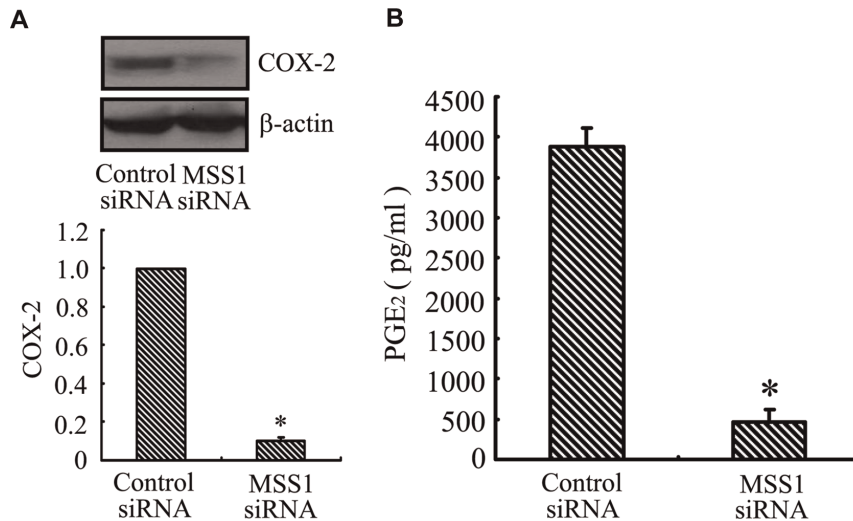 A
COX-2
β-actin
Control MSS1
siRNA siRNA
1.2
1.0
0.8
0.6
0.4
0.2
0
COX-2
*
Control
siRNA
MSS1
siRNA
B
4500
4000
3500
3000
2500
4000
1500
1000
500
0
PGE₂ ( pg/ml )
*
Control
siRNA
MSS1
siRNA